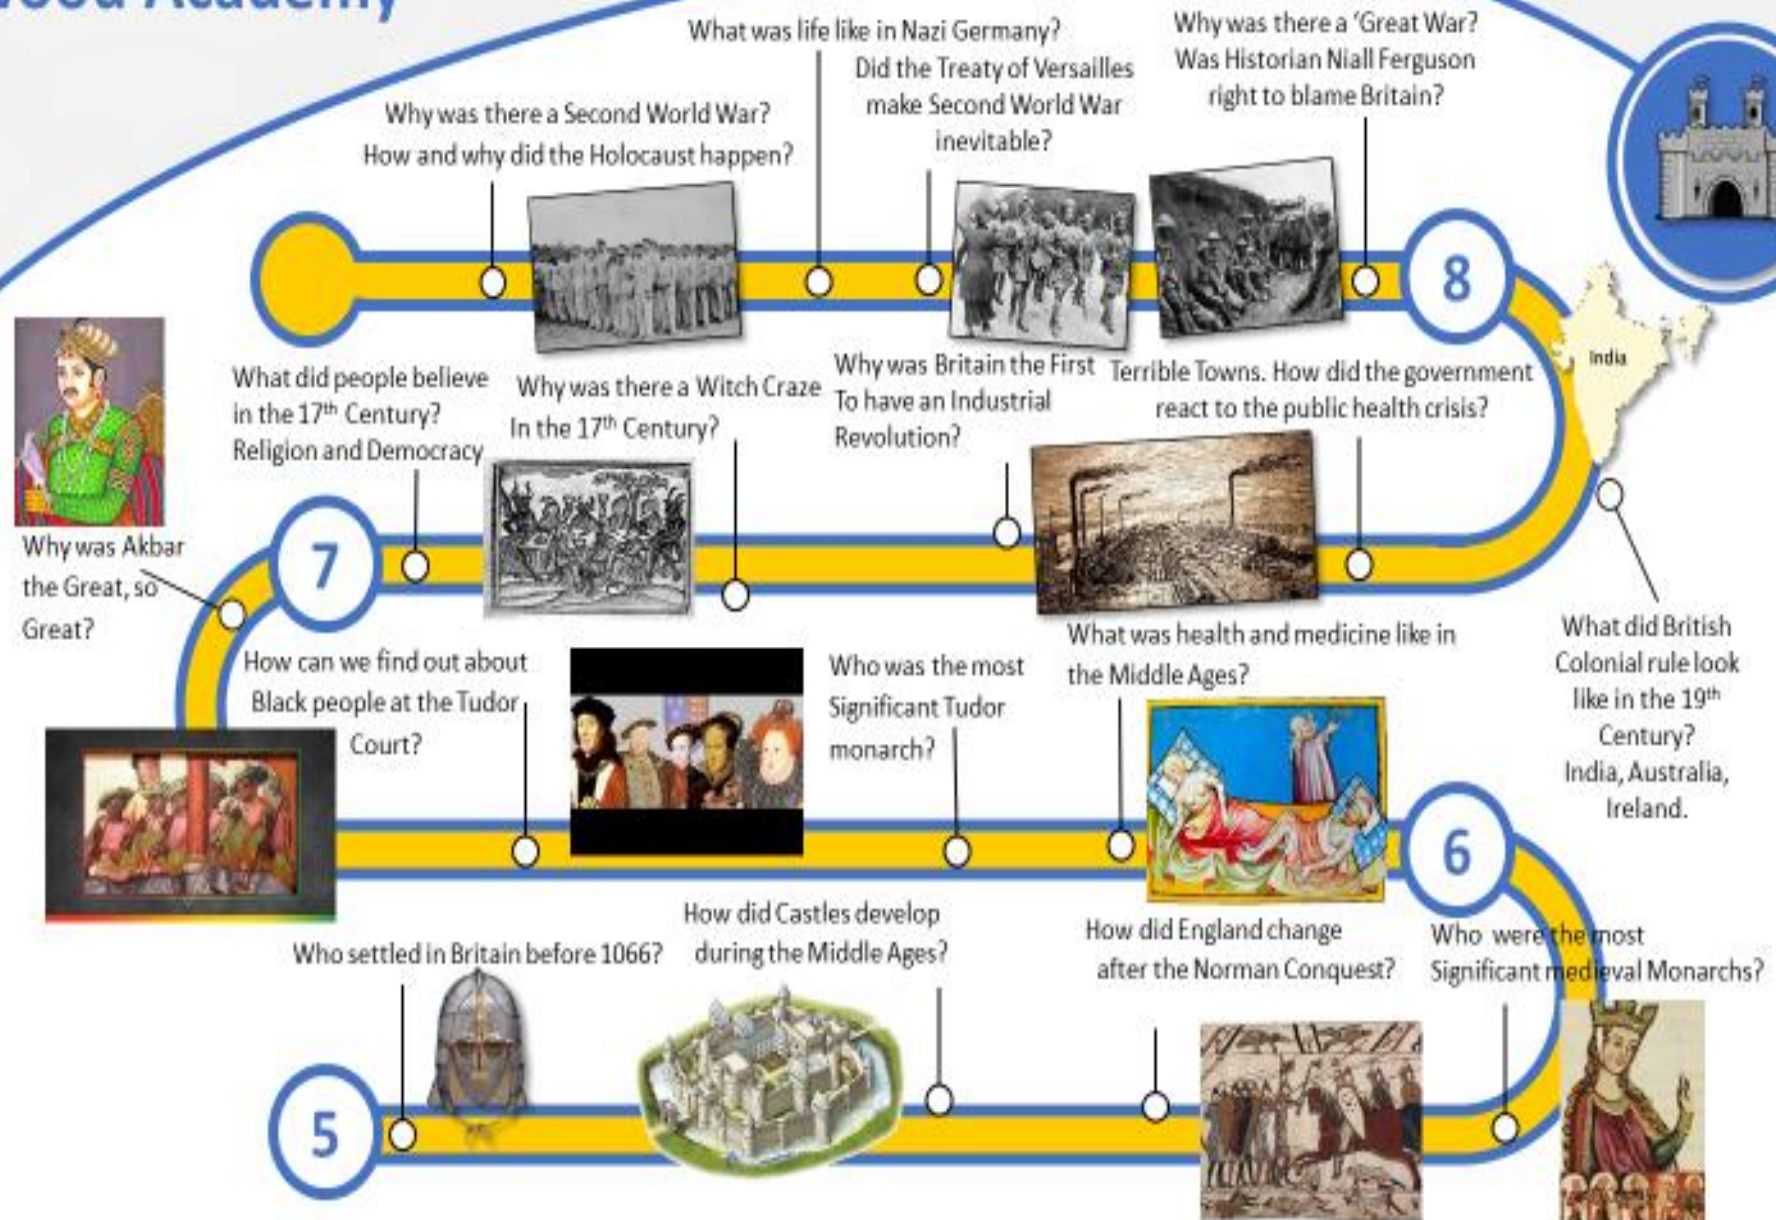 Academy
What was life like in Nazi Germany?
Why was there a ‘Great War?
Was Historian Niall Ferguson
right to blame Britain?
Did the Treaty of Versailles
make Second World War
inevitable?
Why was there a Second World War?
How and why did the Holocaust happen?
8
India
What did people believe
in the 17th Century?
Religion and Democracy
Why was there a Witch Craze
In the 17th Century?
Why was Britain the First
To have an Industrial
Revolution?
Terrible Towns. How did the government
react to the public health crisis?
7
Why was Akbar
the Great, so
Great?
What did British
Colonial rule look
like in the 19th
Century?
India, Australia,
Ireland.
How can we find out about
Black people at the Tudor
Court?
Who was the most
Significant Tudor
monarch?
What was health and medicine like in
the Middle Ages?
6
Who settled in Britain before 1066?
How did Castles develop
during the Middle Ages?
How did England change
after the Norman Conquest?
Who were the most
Significant medieval Monarchs?
5